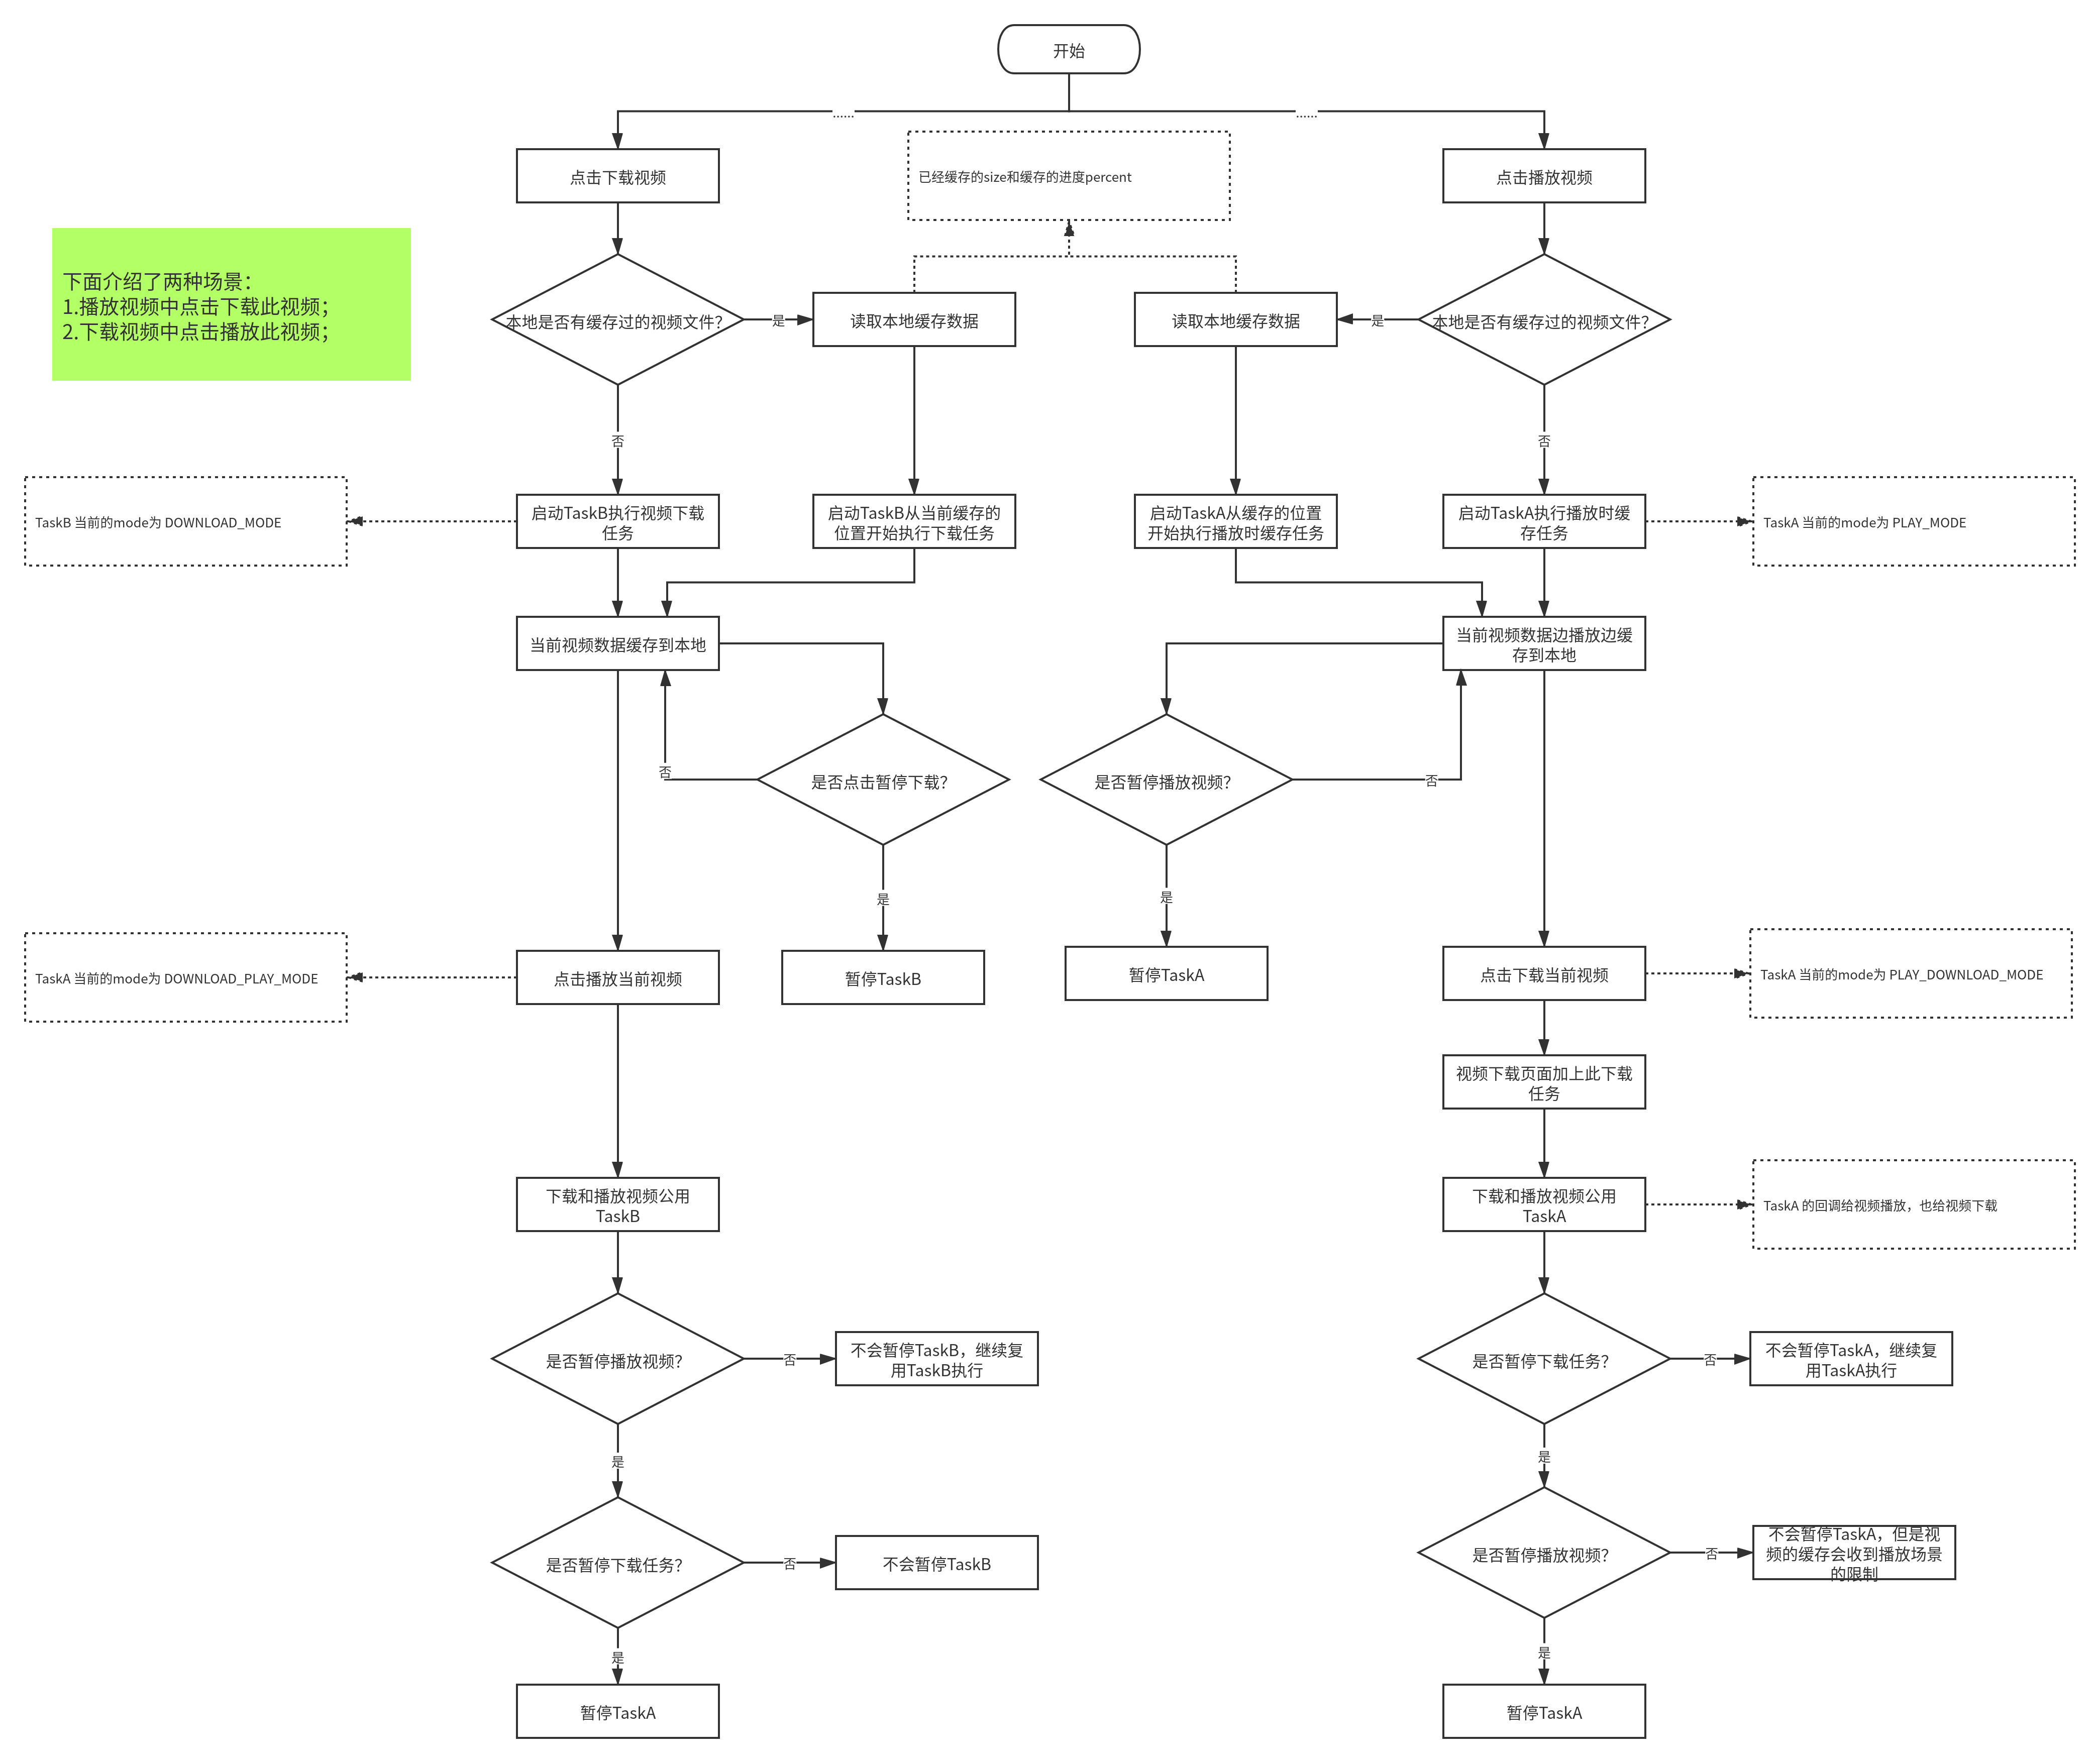 开始
......
......
点击下载视频
已经缓存的size和缓存的进度percent
点击播放视频
下面介绍了两种场景：
1.播放视频中点击下载此视频；
2.下载视频中点击播放此视频；
本地是否有缓存过的视频文件?
是
读取本地缓存数据
读取本地缓存数据
是
本地是否有缓存过的视频文件?
否
否
TaskB 当前的mode为 DOWNLOAD_MODE
启动TaskB执行视频下载
任务
启动TaskB从当前缓存的
位置开始执行下载任务
启动TaskA从缓存的位置
开始执行播放时缓存任务
启动TaskA执行播放时缓
存任务
TaskA 当前的mode为 PLAY_MODE
当前视频数据缓存到本地
当前视频数据边播放边缓
存到本地
否
是否点击暂停下载?
是否暂停播放视频?
否
是
是
TaskA 当前的mode为 DOWNLOAD_PLAY_MODE
点击播放当前视频
暂停TaskB
暂停TaskA
点击下载当前视频
TaskA 当前的mode为 PLAY_DOWNLOAD_MODE
视频下载页面加上此下载
任务
下载和播放视频公用
TaskB
下载和播放视频公用
TaskA
TaskA 的回调给视频播放，也给视频下载
是否暂停播放视频?
否
不会暂停TaskB，继续复
用TaskB执行
是否暂停下载任务?
否
不会暂停TaskA，继续复
用TaskA执行
是
是
是否暂停下载任务?
否
不会暂停TaskB
是否暂停播放视频?
否
不会暂停TaskA，但是视
频的缓存会收到播放场景
的限制
是
是
暂停TaskA
暂停TaskA